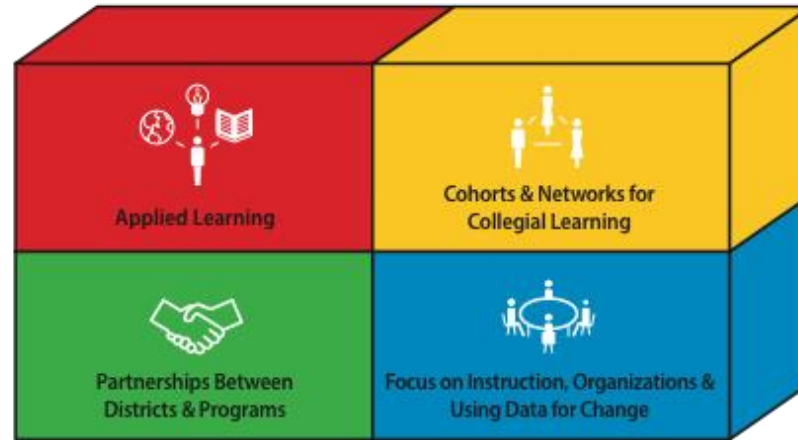 Applied Learning
Cohorts & Networks for
Collegial Learning
Partnerships Between
Districts & Programs
Focus on Instruction, Organizations &
Using Data for Change